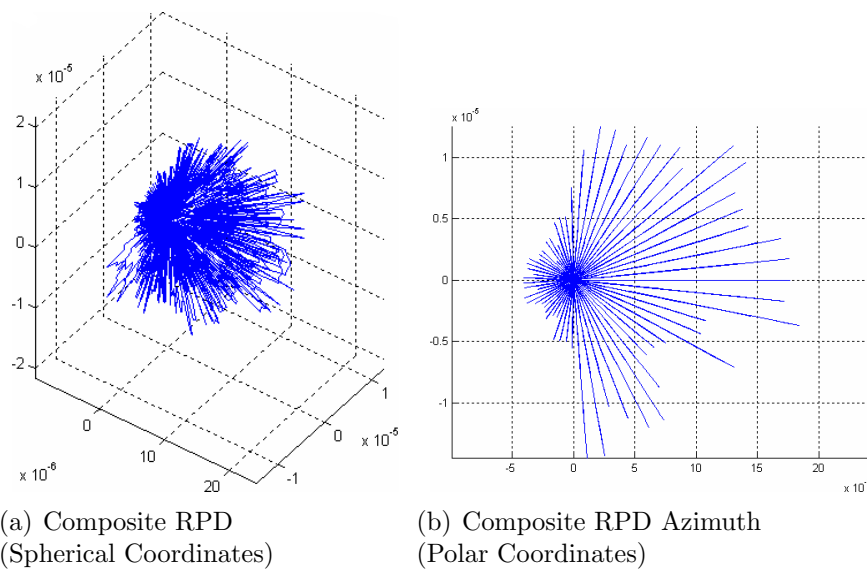 x 10^-5
2
1
0
-1
-2
0
10
20
x 10^-6
-1
0
1
x 10^-5
x 10^-5
1
0.5
0
-0.5
-1
-5
0
5
10
15
20
x 10^-
(a) Composite RPD
(Spherical Coordinates)
(b) Composite RPD Azimuth
(Polar Coordinates)